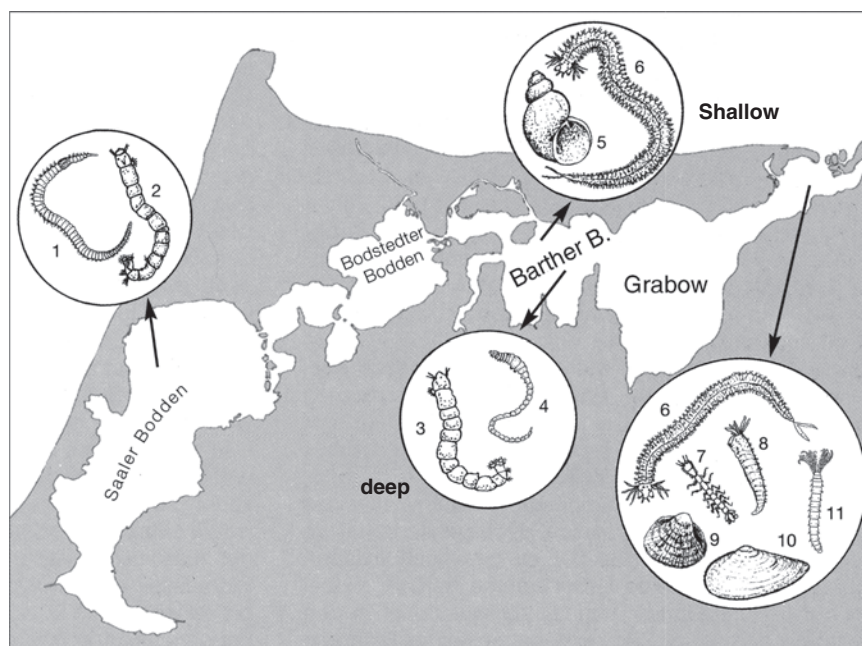 6
Shallow
5
2
1
Bodstedter
Bodden
Barther B.
Grabow
Saaler Bodden
3
4
deep
6
7
8
11
9
10